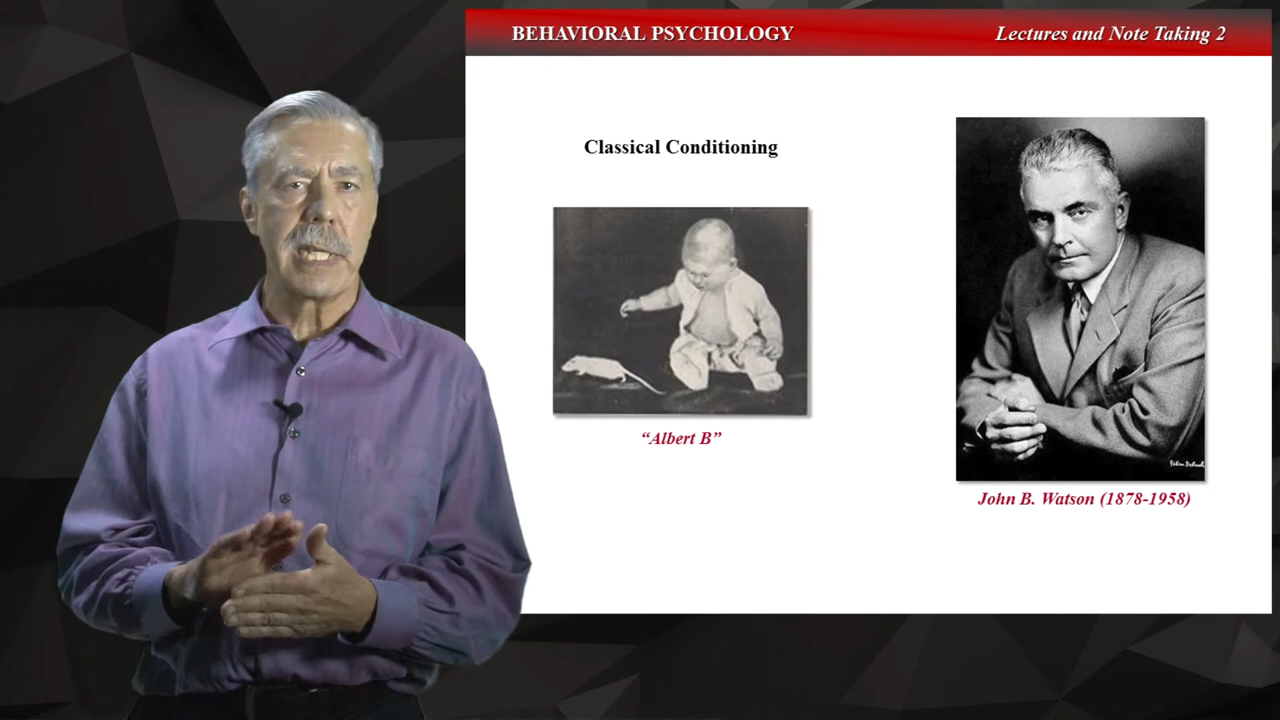 BEHAVIORAL PSYCHOLOGY
Lectures and Note Taking 2
Classical Conditioning
“Albert B”
John B. Watson (1878-1958)